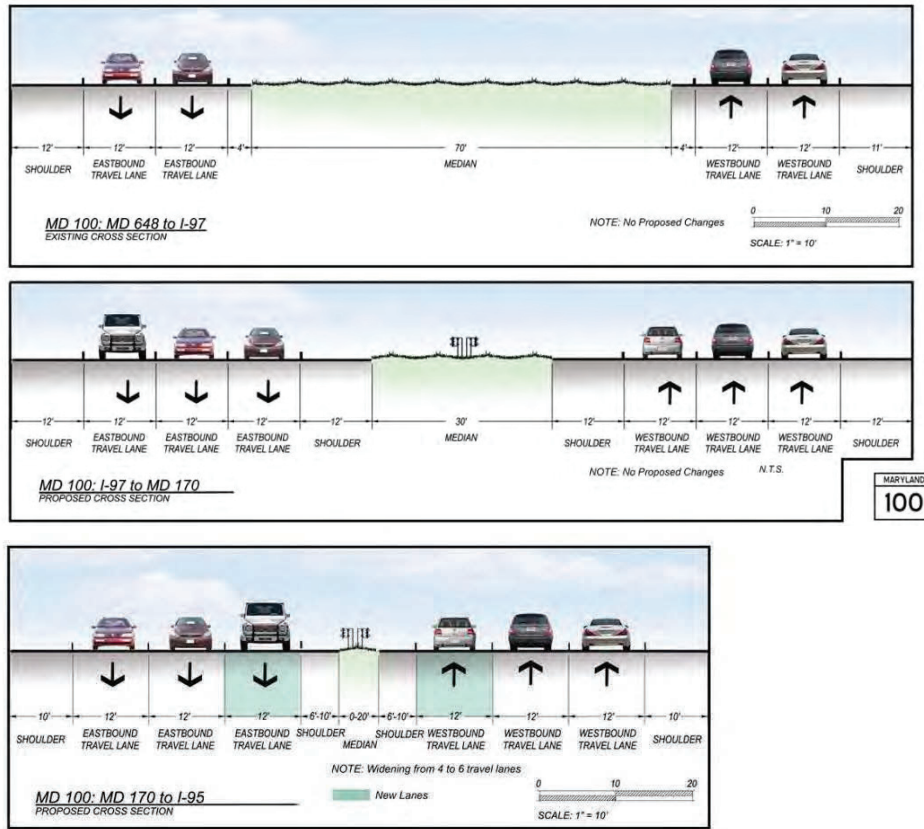 12' 12' 12' 4' 70' 4' 12' 12' 11'
SHOULDER EASTBOUND TRAVEL LANE EASTBOUND TRAVEL LANE MEDIAN WESTBOUND TRAVEL LANE WESTBOUND TRAVEL LANE SHOULDER
MD 100: MD 648 to I-97
EXISTING CROSS SECTION
NOTE: No Proposed Changes
0 10 20
SCALE: 1" = 10'
12' 12' 12' 12' 12' 30' 12' 12' 12' 12' 12'
SHOULDER EASTBOUND TRAVEL LANE EASTBOUND TRAVEL LANE EASTBOUND TRAVEL LANE SHOULDER MEDIAN SHOULDER WESTBOUND TRAVEL LANE WESTBOUND TRAVEL LANE WESTBOUND TRAVEL LANE SHOULDER
MD 100: I-97 to MD 170
PROPOSED CROSS SECTION
NOTE: No Proposed Changes
N.T.S.
MARYLAND
100
10' 12' 12' 12' 6'-10' 0-20' 6'-10' 12' 12' 12' 10'
SHOULDER EASTBOUND TRAVEL LANE EASTBOUND TRAVEL LANE EASTBOUND TRAVEL LANE SHOULDER MEDIAN SHOULDER WESTBOUND TRAVEL LANE WESTBOUND TRAVEL LANE WESTBOUND TRAVEL LANE SHOULDER
NOTE: Widening from 4 to 6 travel lanes
New Lanes
MD 100: MD 170 to I-95
PROPOSED CROSS SECTION
0 10 20
SCALE: 1" = 10'